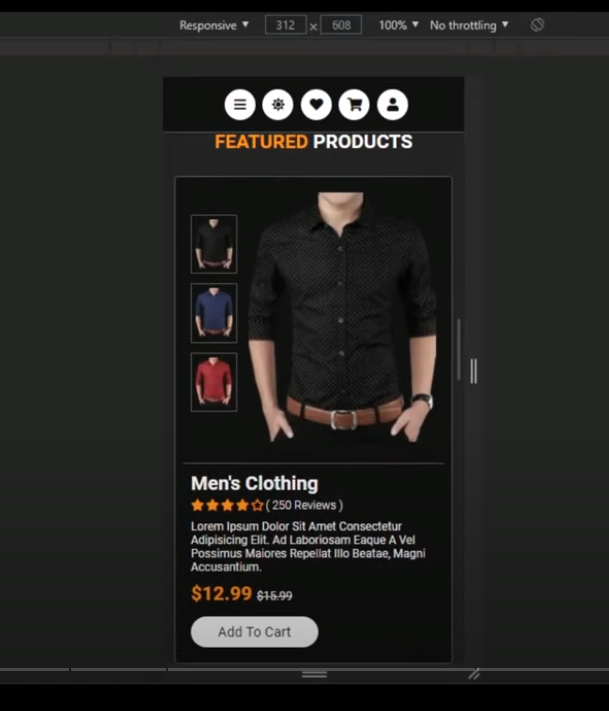 Responsive ▼ 312 × 608 100% ▼ No throttling ▼
FEATURED PRODUCTS
Men's Clothing
( 250 Reviews )
Lorem Ipsum Dolor Sit Amet Consectetur
Adipisicing Elit. Ad Laboriosam Eaque A Vel
Possimus Maiores Repellat Illo Beatae, Magni
Accusantium.
$12.99 $15.99
Add To Cart